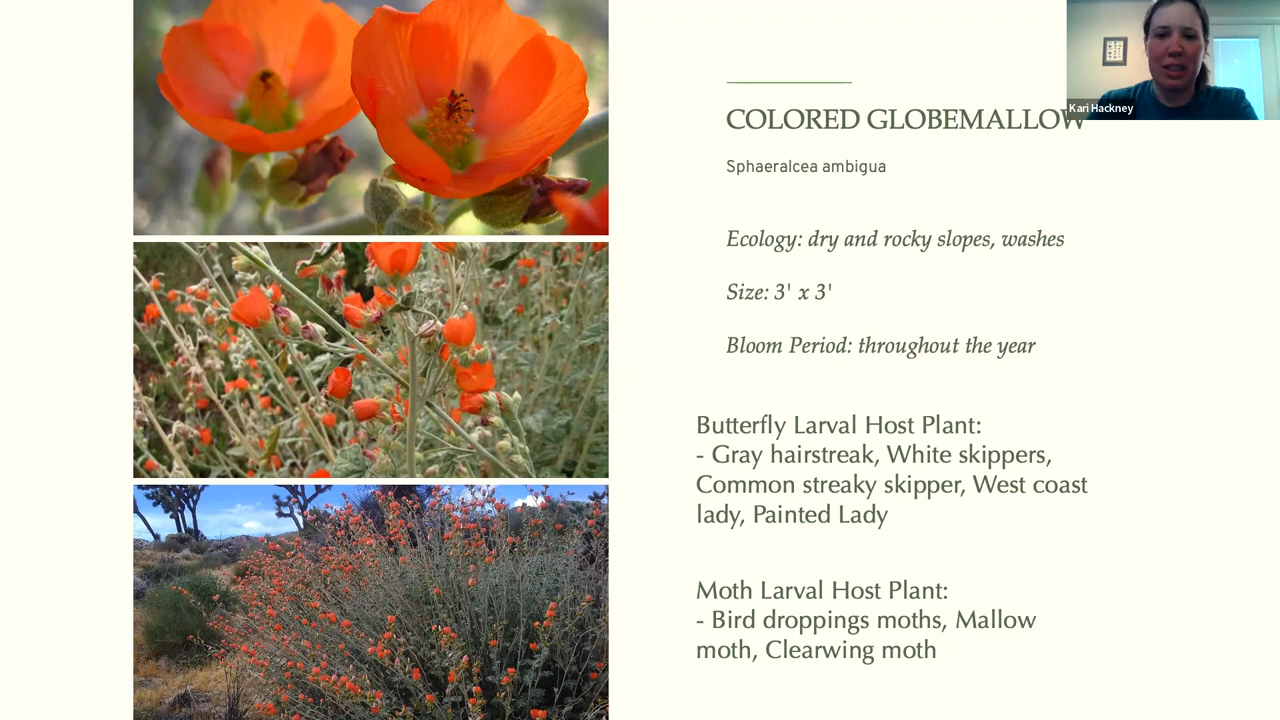 Kari Hackney
COLORED GLOBEMALLOW
Sphaeralcea ambigua
Ecology: dry and rocky slopes, washes
Size: 3' x 3'
Bloom Period: throughout the year
Butterfly Larval Host Plant:
- Gray hairstreak, White skippers,
Common streaky skipper, West coast
lady, Painted Lady
Moth Larval Host Plant:
- Bird droppings moths, Mallow
moth, Clearwing moth